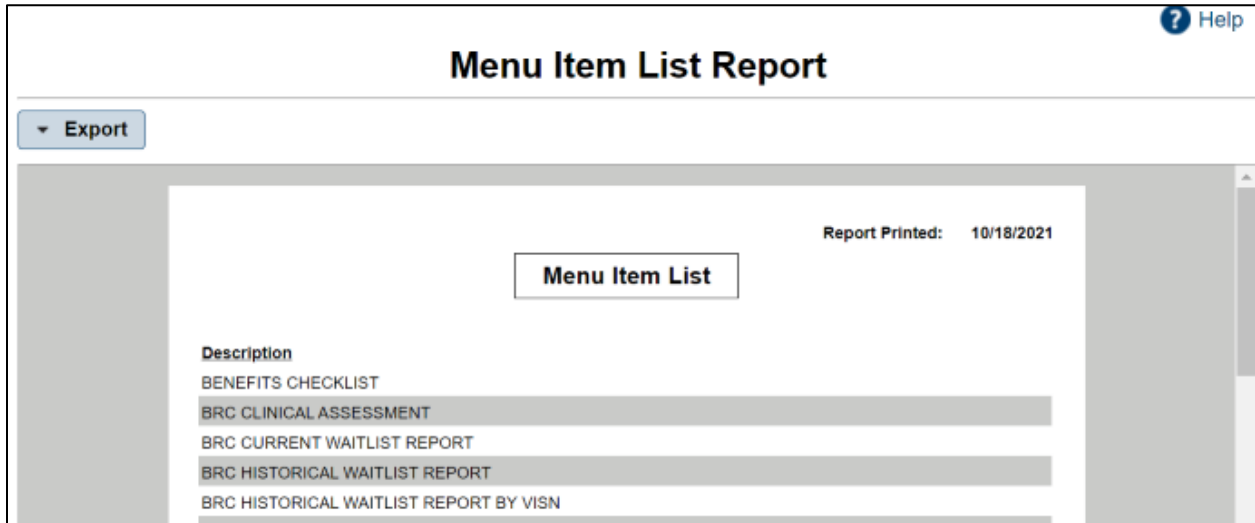 ? Help
Menu Item List Report
Export
Report Printed: 10/18/2021
Menu Item List
Description
BENEFITS CHECKLIST
BRC CLINICAL ASSESSMENT
BRC CURRENT WAITLIST REPORT
BRC HISTORICAL WAITLIST REPORT
BRC HISTORICAL WAITLIST REPORT BY VISN